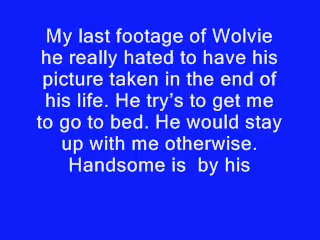 My last footage of Wolvie
he really hated to have his
picture taken in the end of
his life. He try's to get me
to go to bed. He would stay
up with me otherwise.
Handsome is  by his